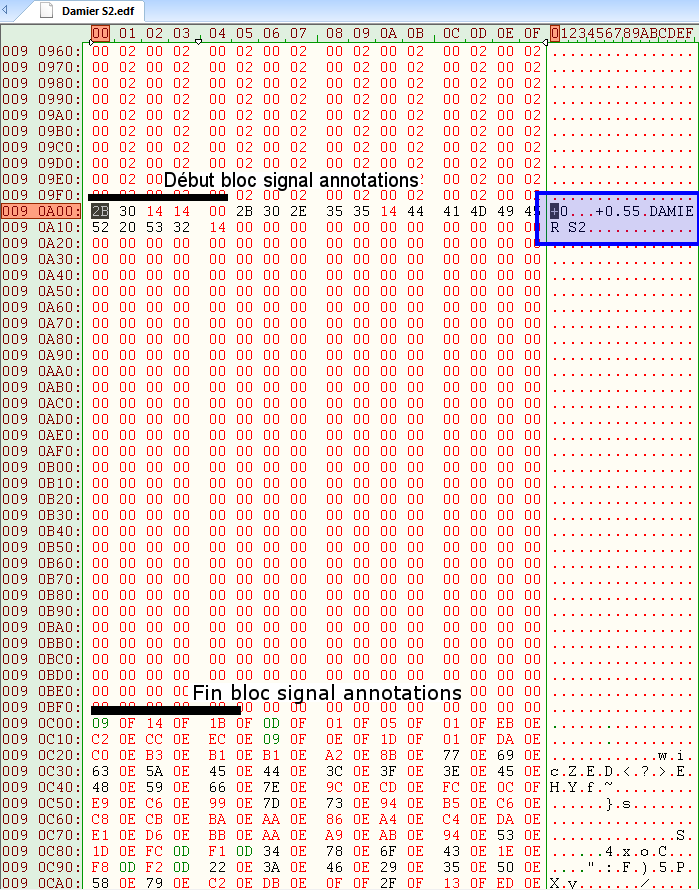 Damier S2.edf
00 01 02 03 04 05 06 07 08 09 0A 0B 0C 0D 0E 0F 0123456789ABCDEF
009 0960: 00 02 00 02 00 02 00 02 00 02 00 02 00 02 00 02 ................
009 0970: 00 02 00 02 00 02 00 02 00 02 00 02 00 02 00 02 ................
009 0980: 00 02 00 02 00 02 00 02 00 02 00 02 00 02 00 02 ................
009 0990: 00 02 00 02 00 02 00 02 00 02 00 02 00 02 00 02 ................
009 09A0: 00 02 00 02 00 02 00 02 00 02 00 02 00 02 00 02 ................
009 09B0: 00 02 00 02 00 02 00 02 00 02 00 02 00 02 00 02 ................
009 09C0: 00 02 00 02 00 02 00 02 00 02 00 02 00 02 00 02 ................
009 09D0: 00 02 00 02 00 02 00 02 00 02 00 02 00 02 00 02 ................
009 09E0: 00 02 00 02 00 02 00 02 00 02 00 02 00 02 00 02 ................
Début bloc signal annotations
009 09F0: 00 02 00 02 00 02 00 02 00 02 00 02 00 02 00 02 ................
009 0A00: 2B 30 14 14 00 2B 30 2E 35 35 14 44 41 4D 49 45 +0...+0.55.DAMIE
009 0A10: 52 20 53 32 14 00 00 00 00 00 00 00 00 00 00 00 R S2............
009 0A20: 00 00 00 00 00 00 00 00 00 00 00 00 00 00 00 00 ................
009 0A30: 00 00 00 00 00 00 00 00 00 00 00 00 00 00 00 00 ................
009 0A40: 00 00 00 00 00 00 00 00 00 00 00 00 00 00 00 00 ................
009 0A50: 00 00 00 00 00 00 00 00 00 00 00 00 00 00 00 00 ................
009 0A60: 00 00 00 00 00 00 00 00 00 00 00 00 00 00 00 00 ................
009 0A70: 00 00 00 00 00 00 00 00 00 00 00 00 00 00 00 00 ................
009 0A80: 00 00 00 00 00 00 00 00 00 00 00 00 00 00 00 00 ................
009 0A90: 00 00 00 00 00 00 00 00 00 00 00 00 00 00 00 00 ................
009 0AA0: 00 00 00 00 00 00 00 00 00 00 00 00 00 00 00 00 ................
009 0AB0: 00 00 00 00 00 00 00 00 00 00 00 00 00 00 00 00 ................
009 0AC0: 00 00 00 00 00 00 00 00 00 00 00 00 00 00 00 00 ................
009 0AD0: 00 00 00 00 00 00 00 00 00 00 00 00 00 00 00 00 ................
009 0AE0: 00 00 00 00 00 00 00 00 00 00 00 00 00 00 00 00 ................
009 0AF0: 00 00 00 00 00 00 00 00 00 00 00 00 00 00 00 00 ................
009 0B00: 00 00 00 00 00 00 00 00 00 00 00 00 00 00 00 00 ................
009 0B10: 00 00 00 00 00 00 00 00 00 00 00 00 00 00 00 00 ................
009 0B20: 00 00 00 00 00 00 00 00 00 00 00 00 00 00 00 00 ................
009 0B30: 00 00 00 00 00 00 00 00 00 00 00 00 00 00 00 00 ................
009 0B40: 00 00 00 00 00 00 00 00 00 00 00 00 00 00 00 00 ................
009 0B50: 00 00 00 00 00 00 00 00 00 00 00 00 00 00 00 00 ................
009 0B60: 00 00 00 00 00 00 00 00 00 00 00 00 00 00 00 00 ................
009 0B70: 00 00 00 00 00 00 00 00 00 00 00 00 00 00 00 00 ................
009 0B80: 00 00 00 00 00 00 00 00 00 00 00 00 00 00 00 00 ................
009 0B90: 00 00 00 00 00 00 00 00 00 00 00 00 00 00 00 00 ................
009 0BA0: 00 00 00 00 00 00 00 00 00 00 00 00 00 00 00 00 ................
009 0BB0: 00 00 00 00 00 00 00 00 00 00 00 00 00 00 00 00 ................
009 0BC0: 00 00 00 00 00 00 00 00 00 00 00 00 00 00 00 00 ................
009 0BD0: 00 00 00 00 00 00 00 00 00 00 00 00 00 00 00 00 ................
009 0BE0: 00 00 00 00 00 00 ................
Fin bloc signal annotations
009 0BF0: 00 00 00 00 00 00 00 00 00 00 00 00 00 00 00 00 ................
009 0C00: 09 0F 14 0F 1B 0F 0D 0F 01 0F 05 0F 01 0F EB 0E ................
009 0C10: C2 0E CC 0E EC 0E 09 0F 0E 0F 1D 0F 01 0F DA 0E ................
009 0C20: C0 0E B3 0E B1 0E B1 0E A2 0E 8B 0E 77 0E 69 0E ............w.i.
009 0C30: 63 0E 5A 0E 45 0E 44 0E 3C 0E 3F 0E 3E 0E 45 0E c.Z.E.D.<.?.>.E.
009 0C40: 48 0E 59 0E 66 0E 7E 0E 9C 0E CD 0E FC 0E 0C 0F H.Y.f.~.........
009 0C50: E9 0E C6 0E 99 0E 7D 0E 73 0E 94 0E B5 0E C6 0E ......}.s.......
009 0C60: C8 0E CB 0E BA 0E AA 0E 86 0E A4 0E C4 0E DA 0E ................
009 0C70: E1 0E D6 0E BB 0E AA 0E A9 0E AB 0E 94 0E 53 0E ..............S.
009 0C80: 1D 0E FC 0D F1 0D 34 0E 78 0E 6F 0E 43 0E 1E 0E ......4.x.o.C...
009 0C90: F8 0D F2 0D 22 0E 3A 0E 46 0E 29 0E 35 0E 50 0E ....".:.F.).5.P.
009 0CA0: 58 0E 79 0E C2 0E DB 0E 0F 0F 2F 0F 13 0F ED 0E X.y......./.....